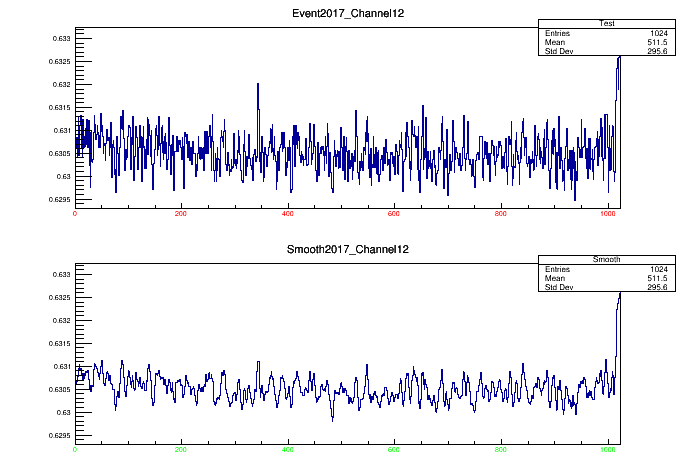 Event2017_Channel12
Test
Entries 1024
Mean 511.5
Std Dev 295.6
0.633
0.6325
0.632
0.6315
0.631
0.6305
0.63
0.6295
0 200 400 600 800 1000
Smooth2017_Channel12
Smooth
Entries 1024
Mean 511.5
Std Dev 295.6
0.633
0.6325
0.632
0.6315
0.631
0.6305
0.63
0.6295
0 200 400 600 800 1000